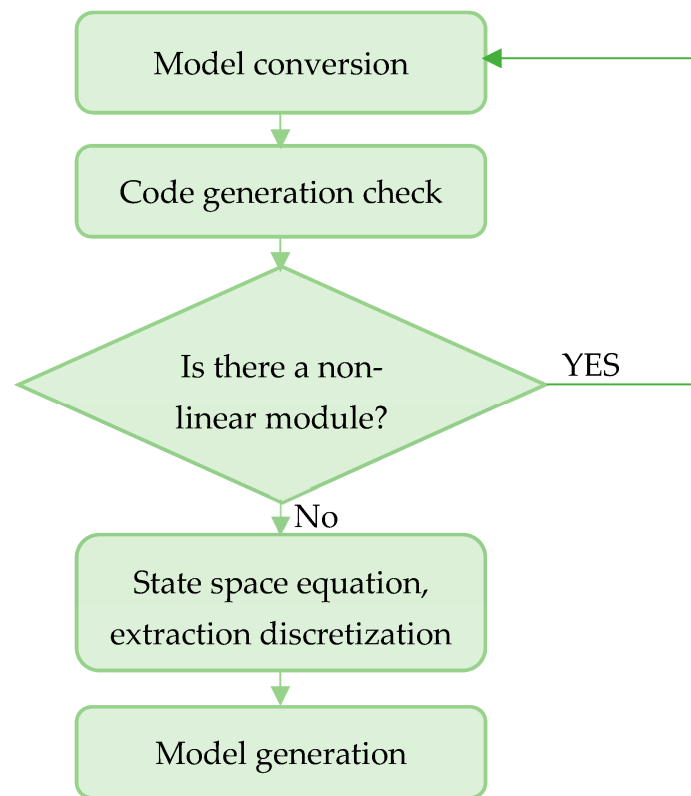 Model conversion
Code generation check
Is there a non-
linear module?
YES
No
State space equation,
extraction discretization
Model generation